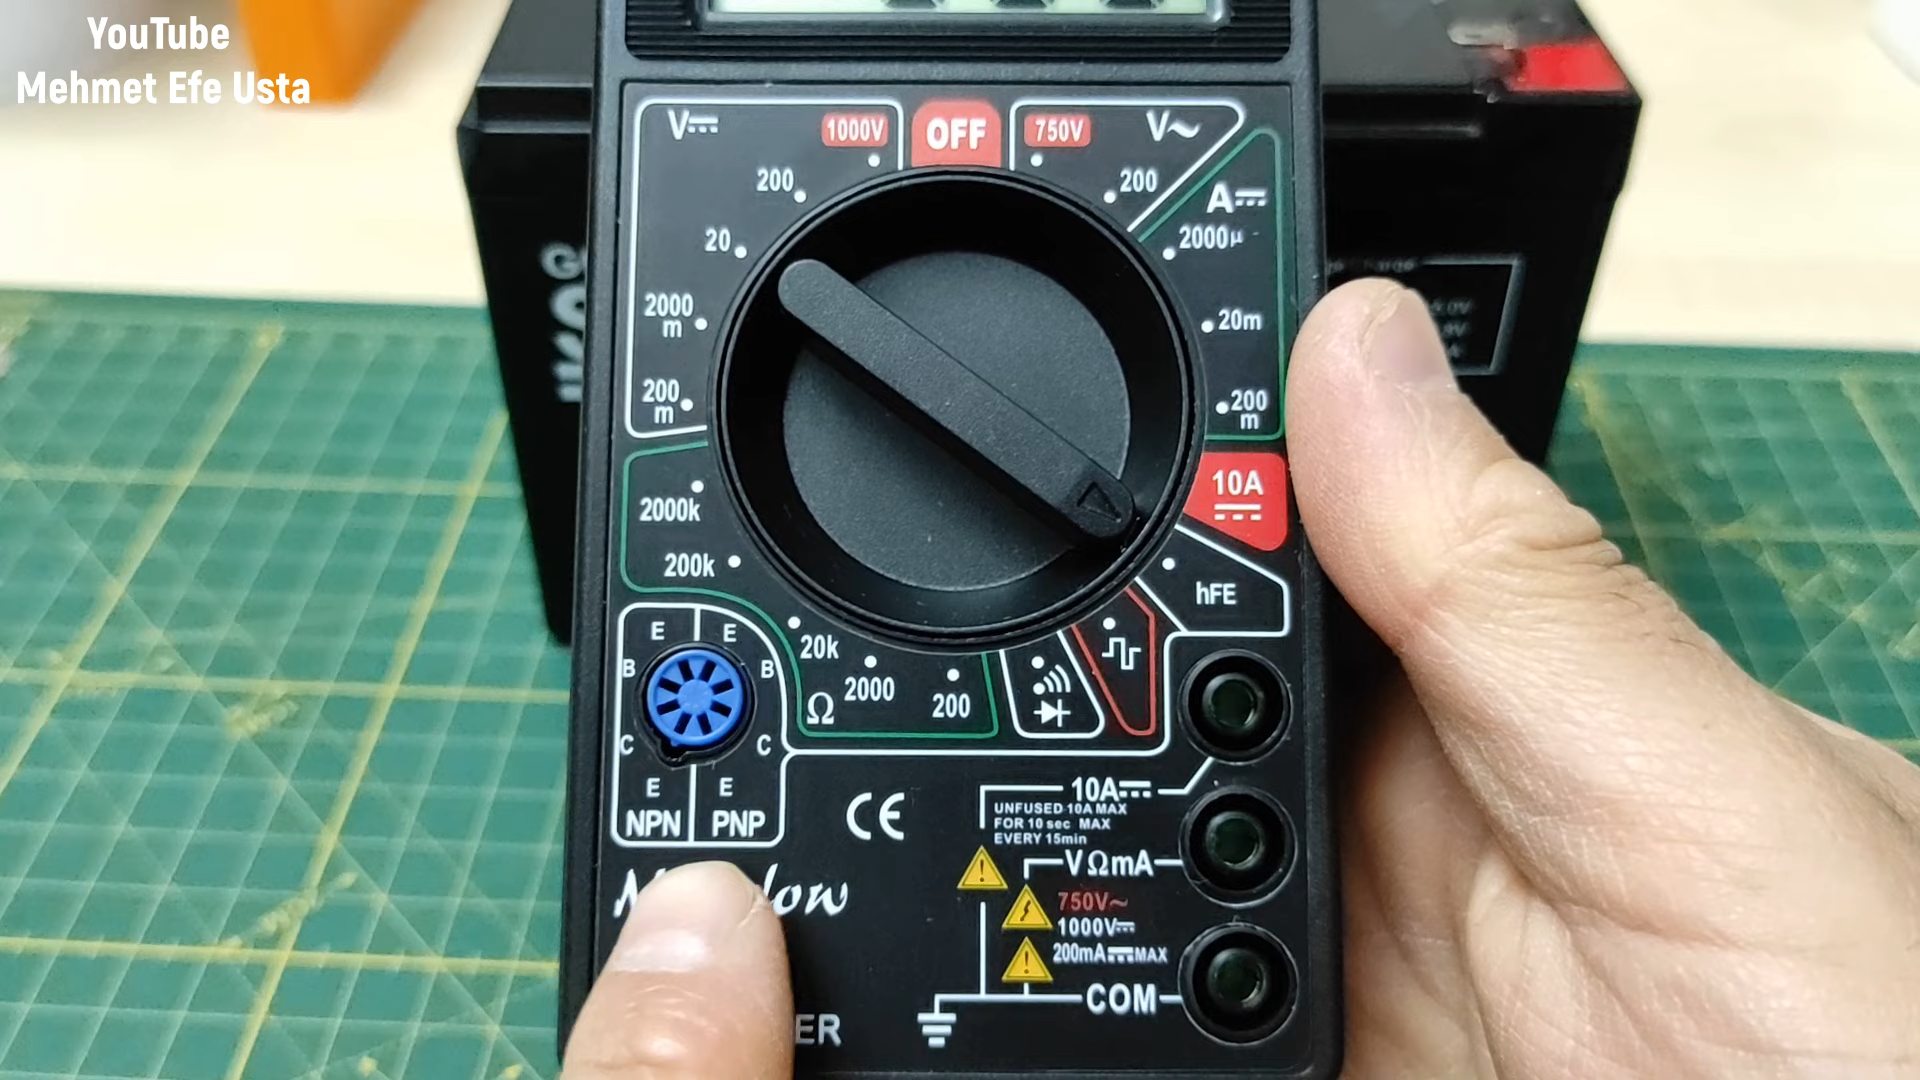 YouTube
Mehmet Efe Usta
V
1000V
OFF
750V
V~
200
200
A
20
2000µ
2000
m
20m
200
m
200
m
10A
2000k
200k
hFE
20k
2000
200
Ω
E
E
B
B
C
C
E
E
NPN
PNP
CE
10A
UNFUSED 10A MAX
FOR 10 sec MAX
EVERY 15min
VΩmA
750V~
1000V
200mA MAX
COM